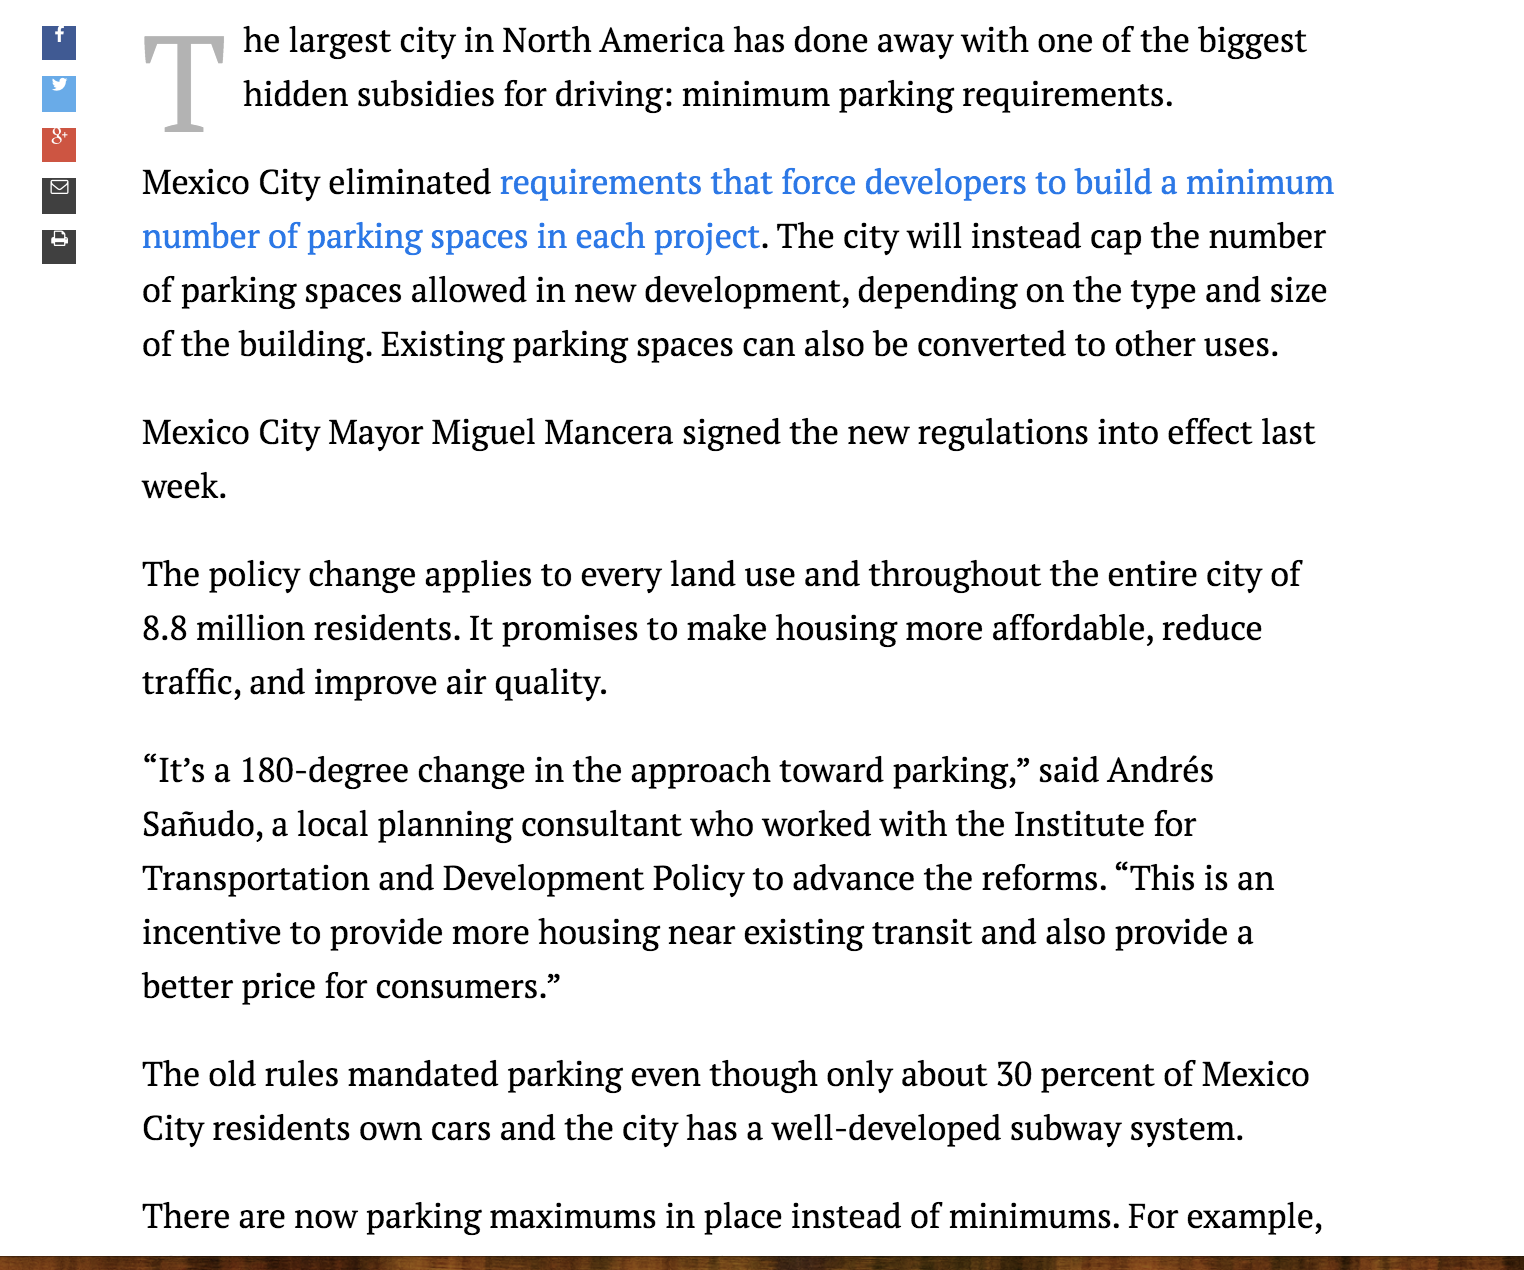 The largest city in North America has done away with one of the biggest
hidden subsidies for driving: minimum parking requirements.
Mexico City eliminated requirements that force developers to build a minimum
number of parking spaces in each project. The city will instead cap the number
of parking spaces allowed in new development, depending on the type and size
of the building. Existing parking spaces can also be converted to other uses.
Mexico City Mayor Miguel Mancera signed the new regulations into effect last
week.
The policy change applies to every land use and throughout the entire city of
8.8 million residents. It promises to make housing more affordable, reduce
traffic, and improve air quality.
“It’s a 180-degree change in the approach toward parking,” said Andrés
Sañudo, a local planning consultant who worked with the Institute for
Transportation and Development Policy to advance the reforms. “This is an
incentive to provide more housing near existing transit and also provide a
better price for consumers.”
The old rules mandated parking even though only about 30 percent of Mexico
City residents own cars and the city has a well-developed subway system.
There are now parking maximums in place instead of minimums. For example,